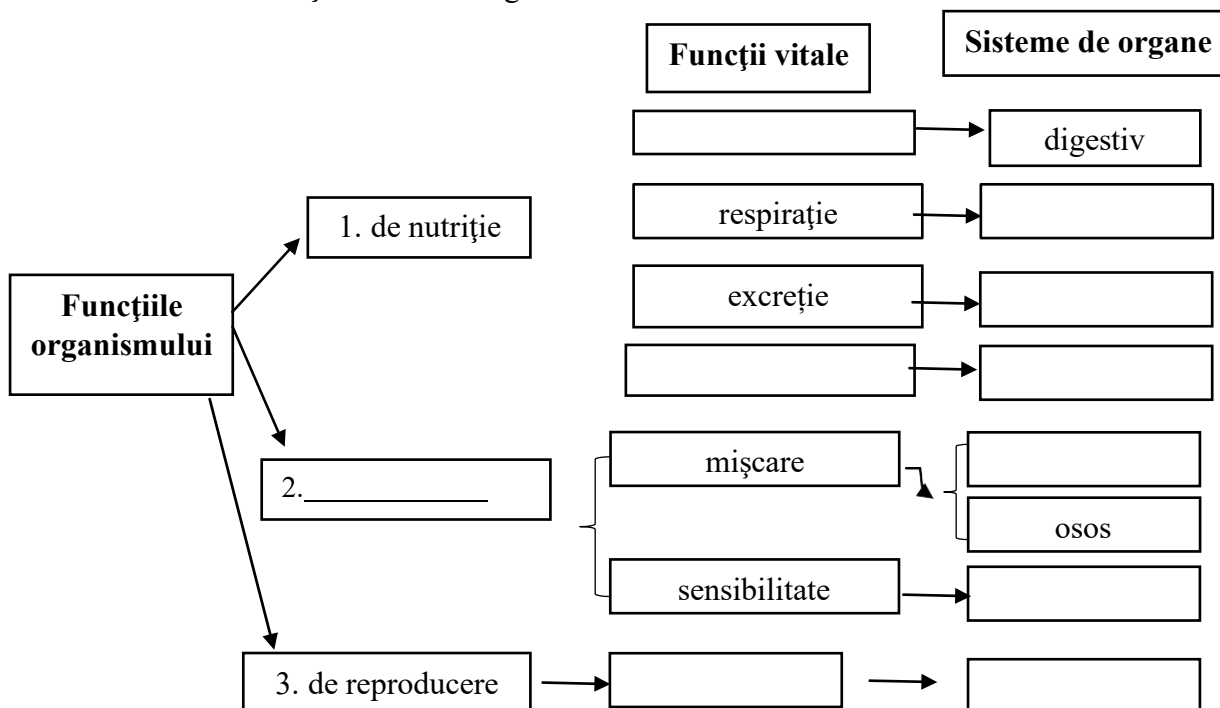 Funcţii vitale
Sisteme de organe
digestiv
1. de nutriţie
respiraţie
Funcţiile
organismului
excreție
2._____________
mişcare
osos
sensibilitate
3. de reproducere